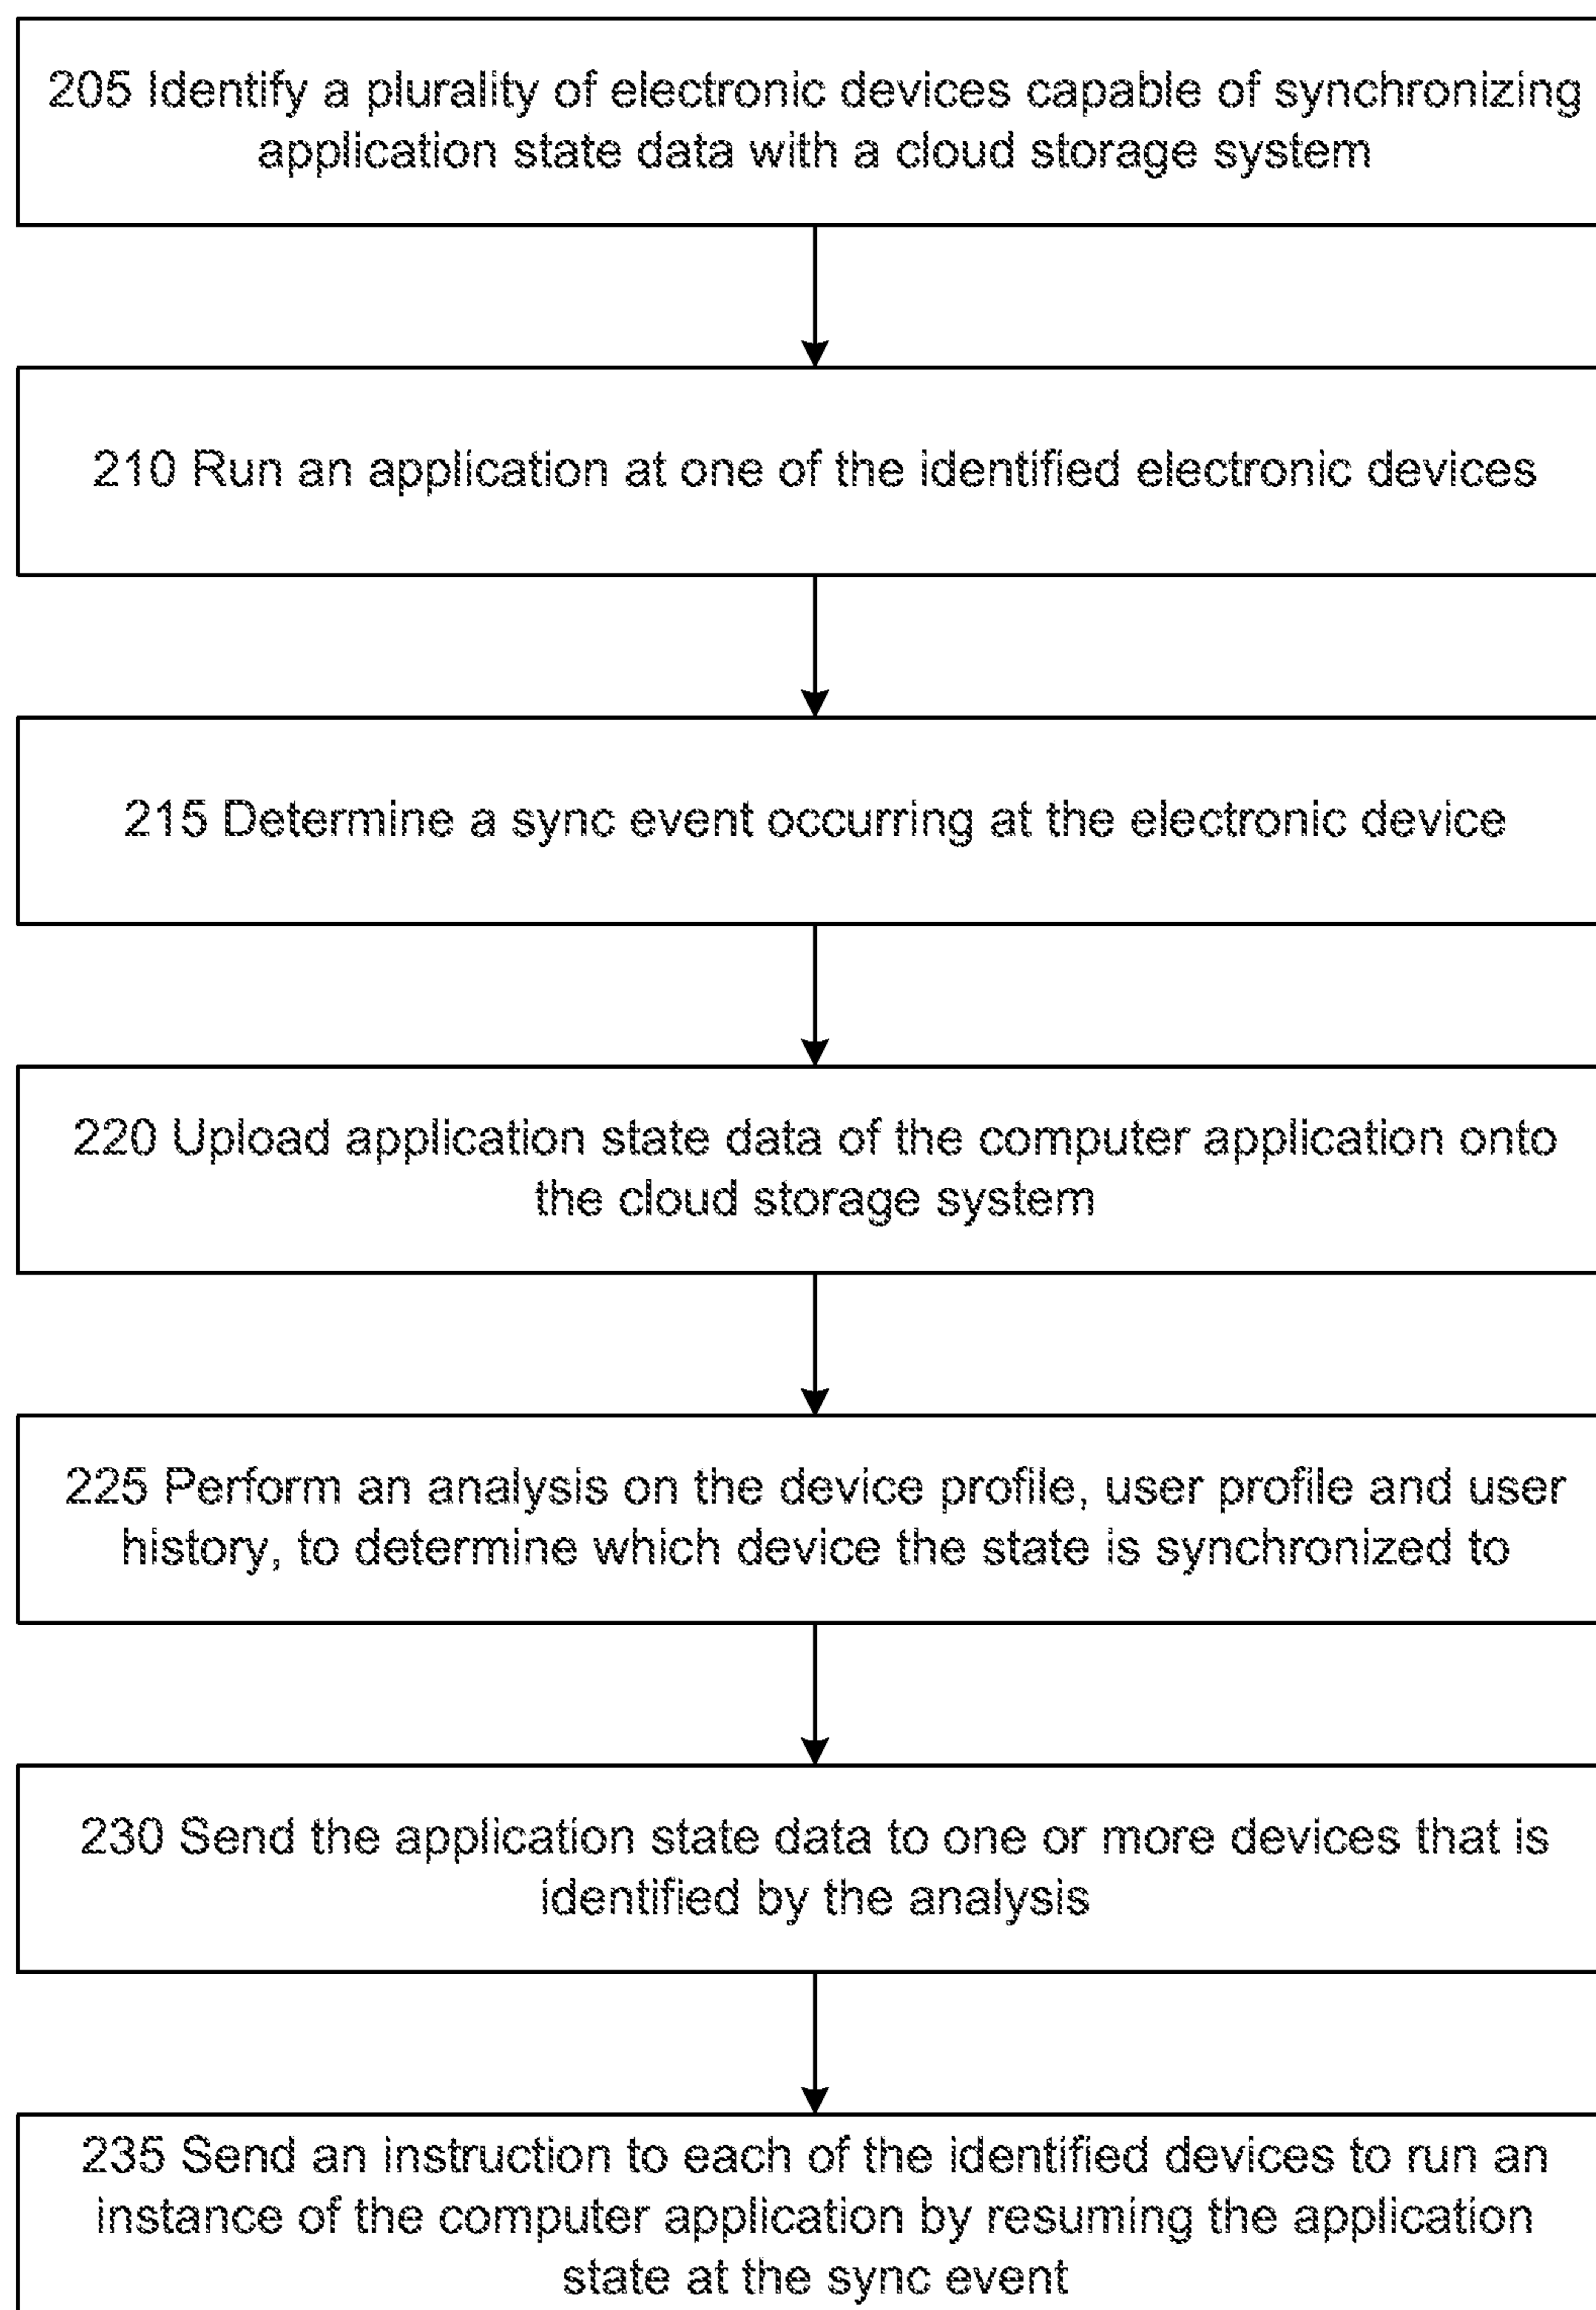 205 Identify a plurality of electronic devices capable of synchronizing
application state data with a cloud storage system
210 Run an application at one of the identified electronic devices
215 Determine a sync event occurring at the electronic device
220 Upload application state data of the computer application onto
the cloud storage system
225 Perform an analysis on the device profile, user profile and user
history, to determine which device the state is synchronized to
230 Send the application state data to one or more devices that is
identified by the analysis
235 Send an instruction to each of the identified devices to run an
instance of the computer application by resuming the application
state at the sync event